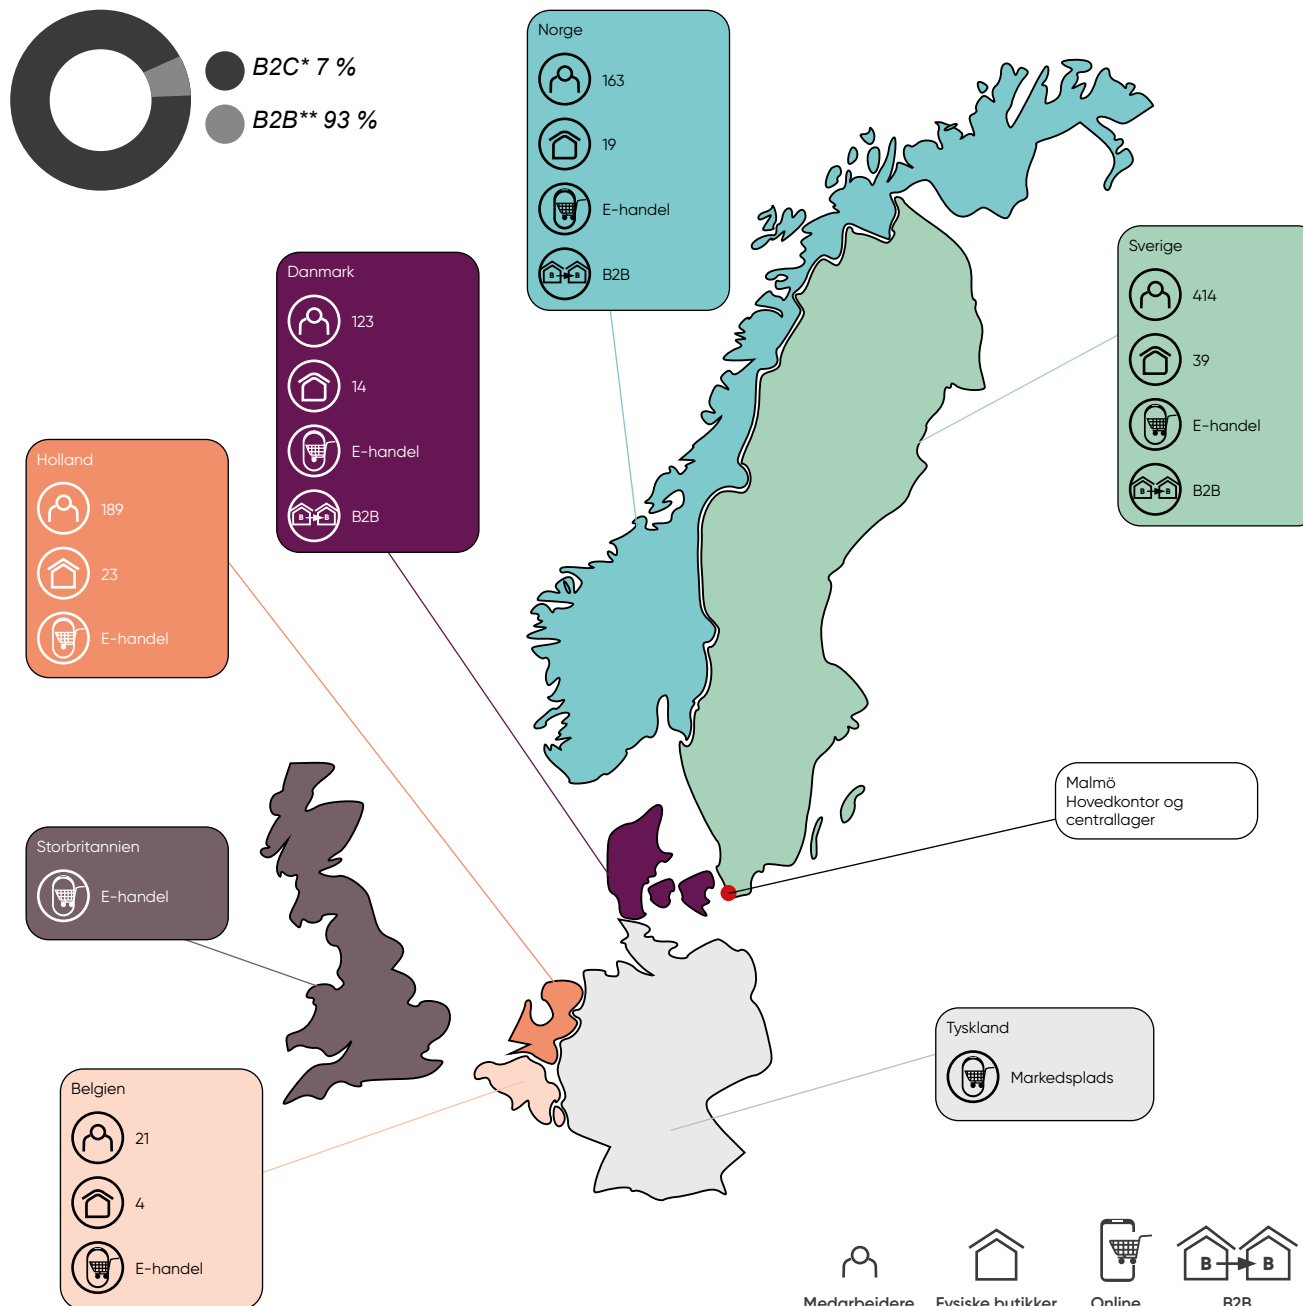 B2C* 7 %
B2B** 93 %
Norge
163
19
E-handel
B2B
Danmark
123
14
E-handel
B2B
Sverige
414
39
E-handel
B2B
Holland
189
23
E-handel
Malmö
Hovedkontor og
centrallager
Storbritannien
E-handel
Tyskland
Markedsplads
Belgien
21
4
E-handel
B B
Medarbejdere Fysiske butikker Online B2B